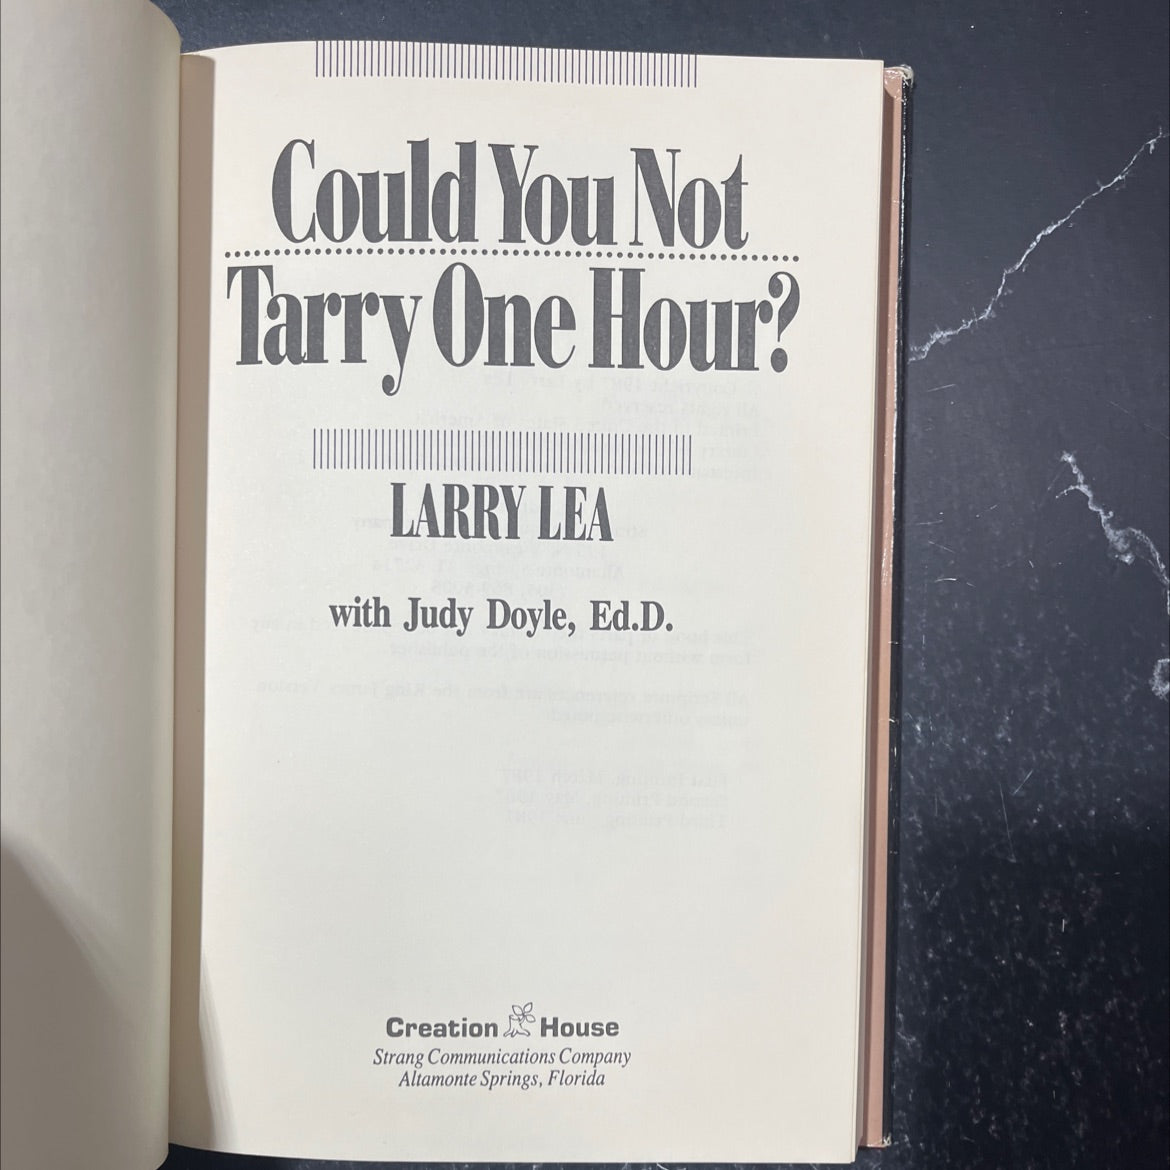 Could You Not
Tarry One Hour?
LARRY LEA
with Judy Doyle, Ed.D.
Creation House
Strang Communications Company
Altamonte Springs, Florida